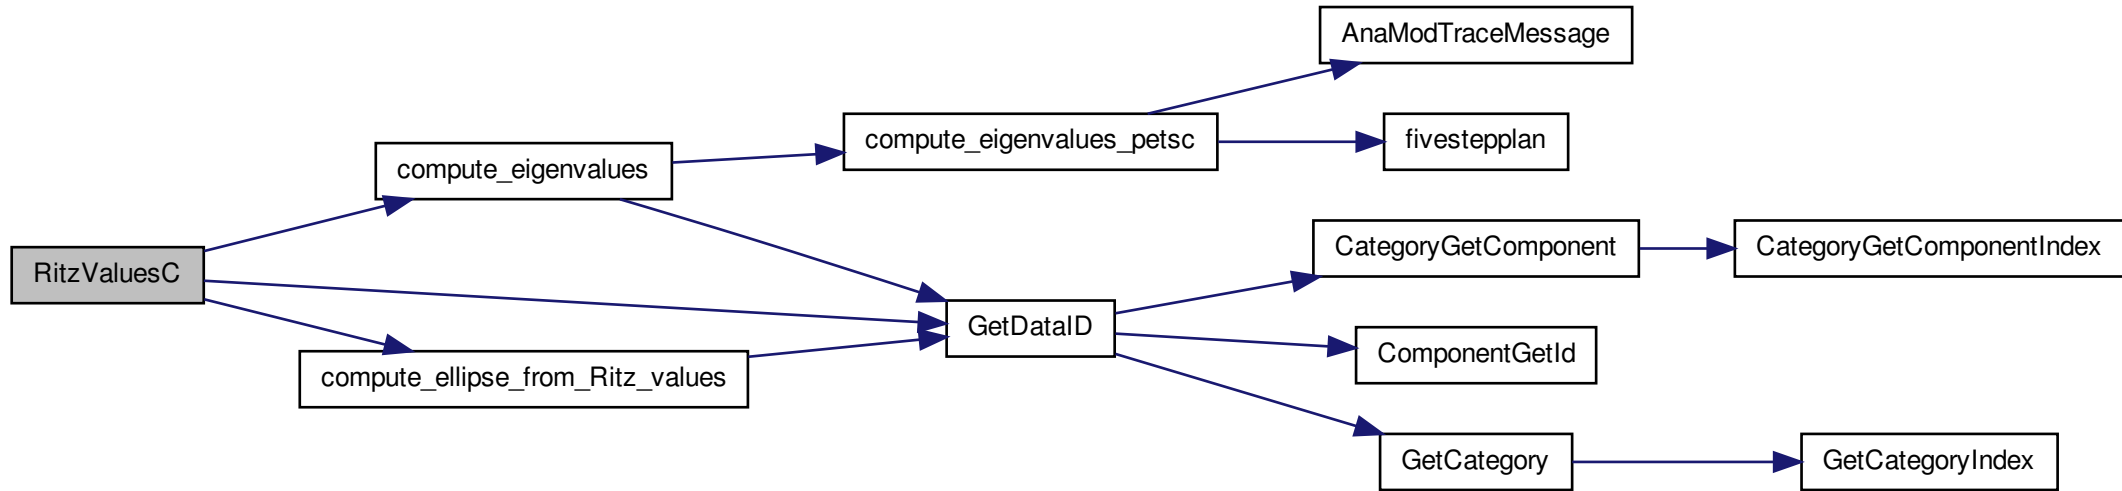 RitzValuesC
compute_eigenvalues
compute_ellipse_from_Ritz_values
compute_eigenvalues_petsc
GetDataID
AnaModTraceMessage
fivestepplan
CategoryGetComponent
ComponentGetId
GetCategory
CategoryGetComponentIndex
GetCategoryIndex